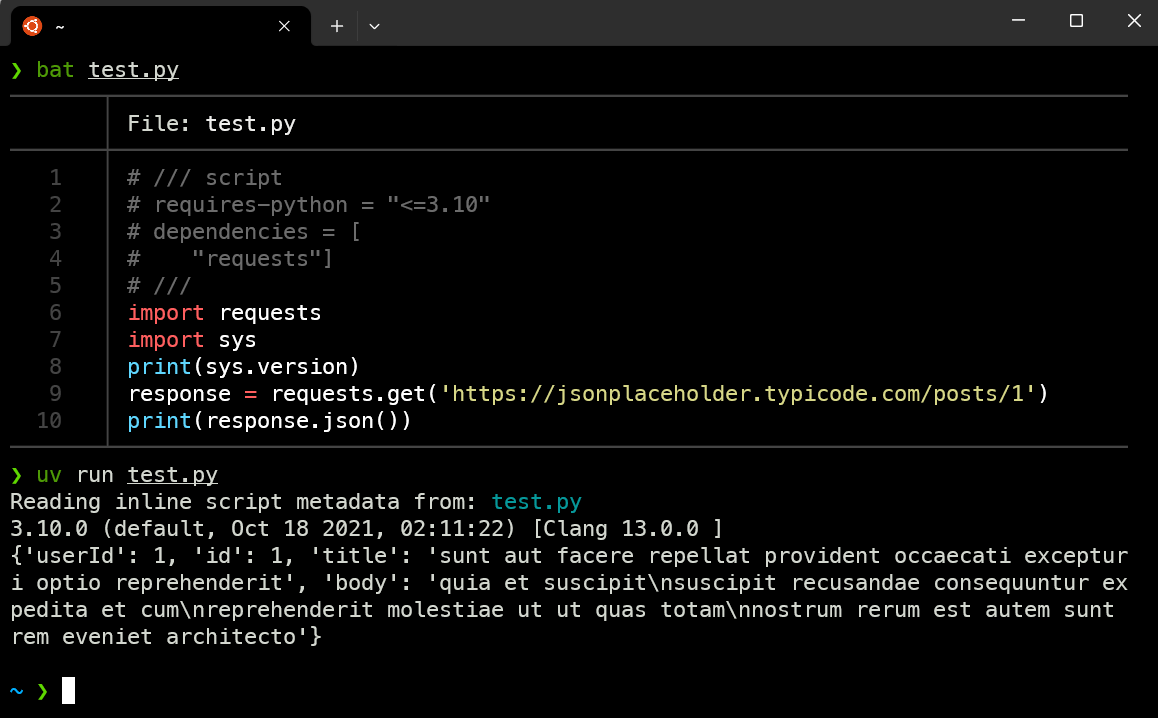 ~
❯ bat test.py
File: test.py
1 # /// script
2 # requires-python = "<=3.10"
3 # dependencies = [
4 #    "requests"]
5 # ///
6 import requests
7 import sys
8 print(sys.version)
9 response = requests.get('https://jsonplaceholder.typicode.com/posts/1')
10 print(response.json())
❯ uv run test.py
Reading inline script metadata from: test.py
3.10.0 (default, Oct 18 2021, 02:11:22) [Clang 13.0.0 ]
{'userId': 1, 'id': 1, 'title': 'sunt aut facere repellat provident occaecati exceptur
i optio reprehenderit', 'body': 'quia et suscipit\nsuscipit recusandae consequuntur ex
pedita et cum\nreprehenderit molestiae ut ut quas totam\nnostrum rerum est autem sunt
rem eveniet architecto'}
~ ❯